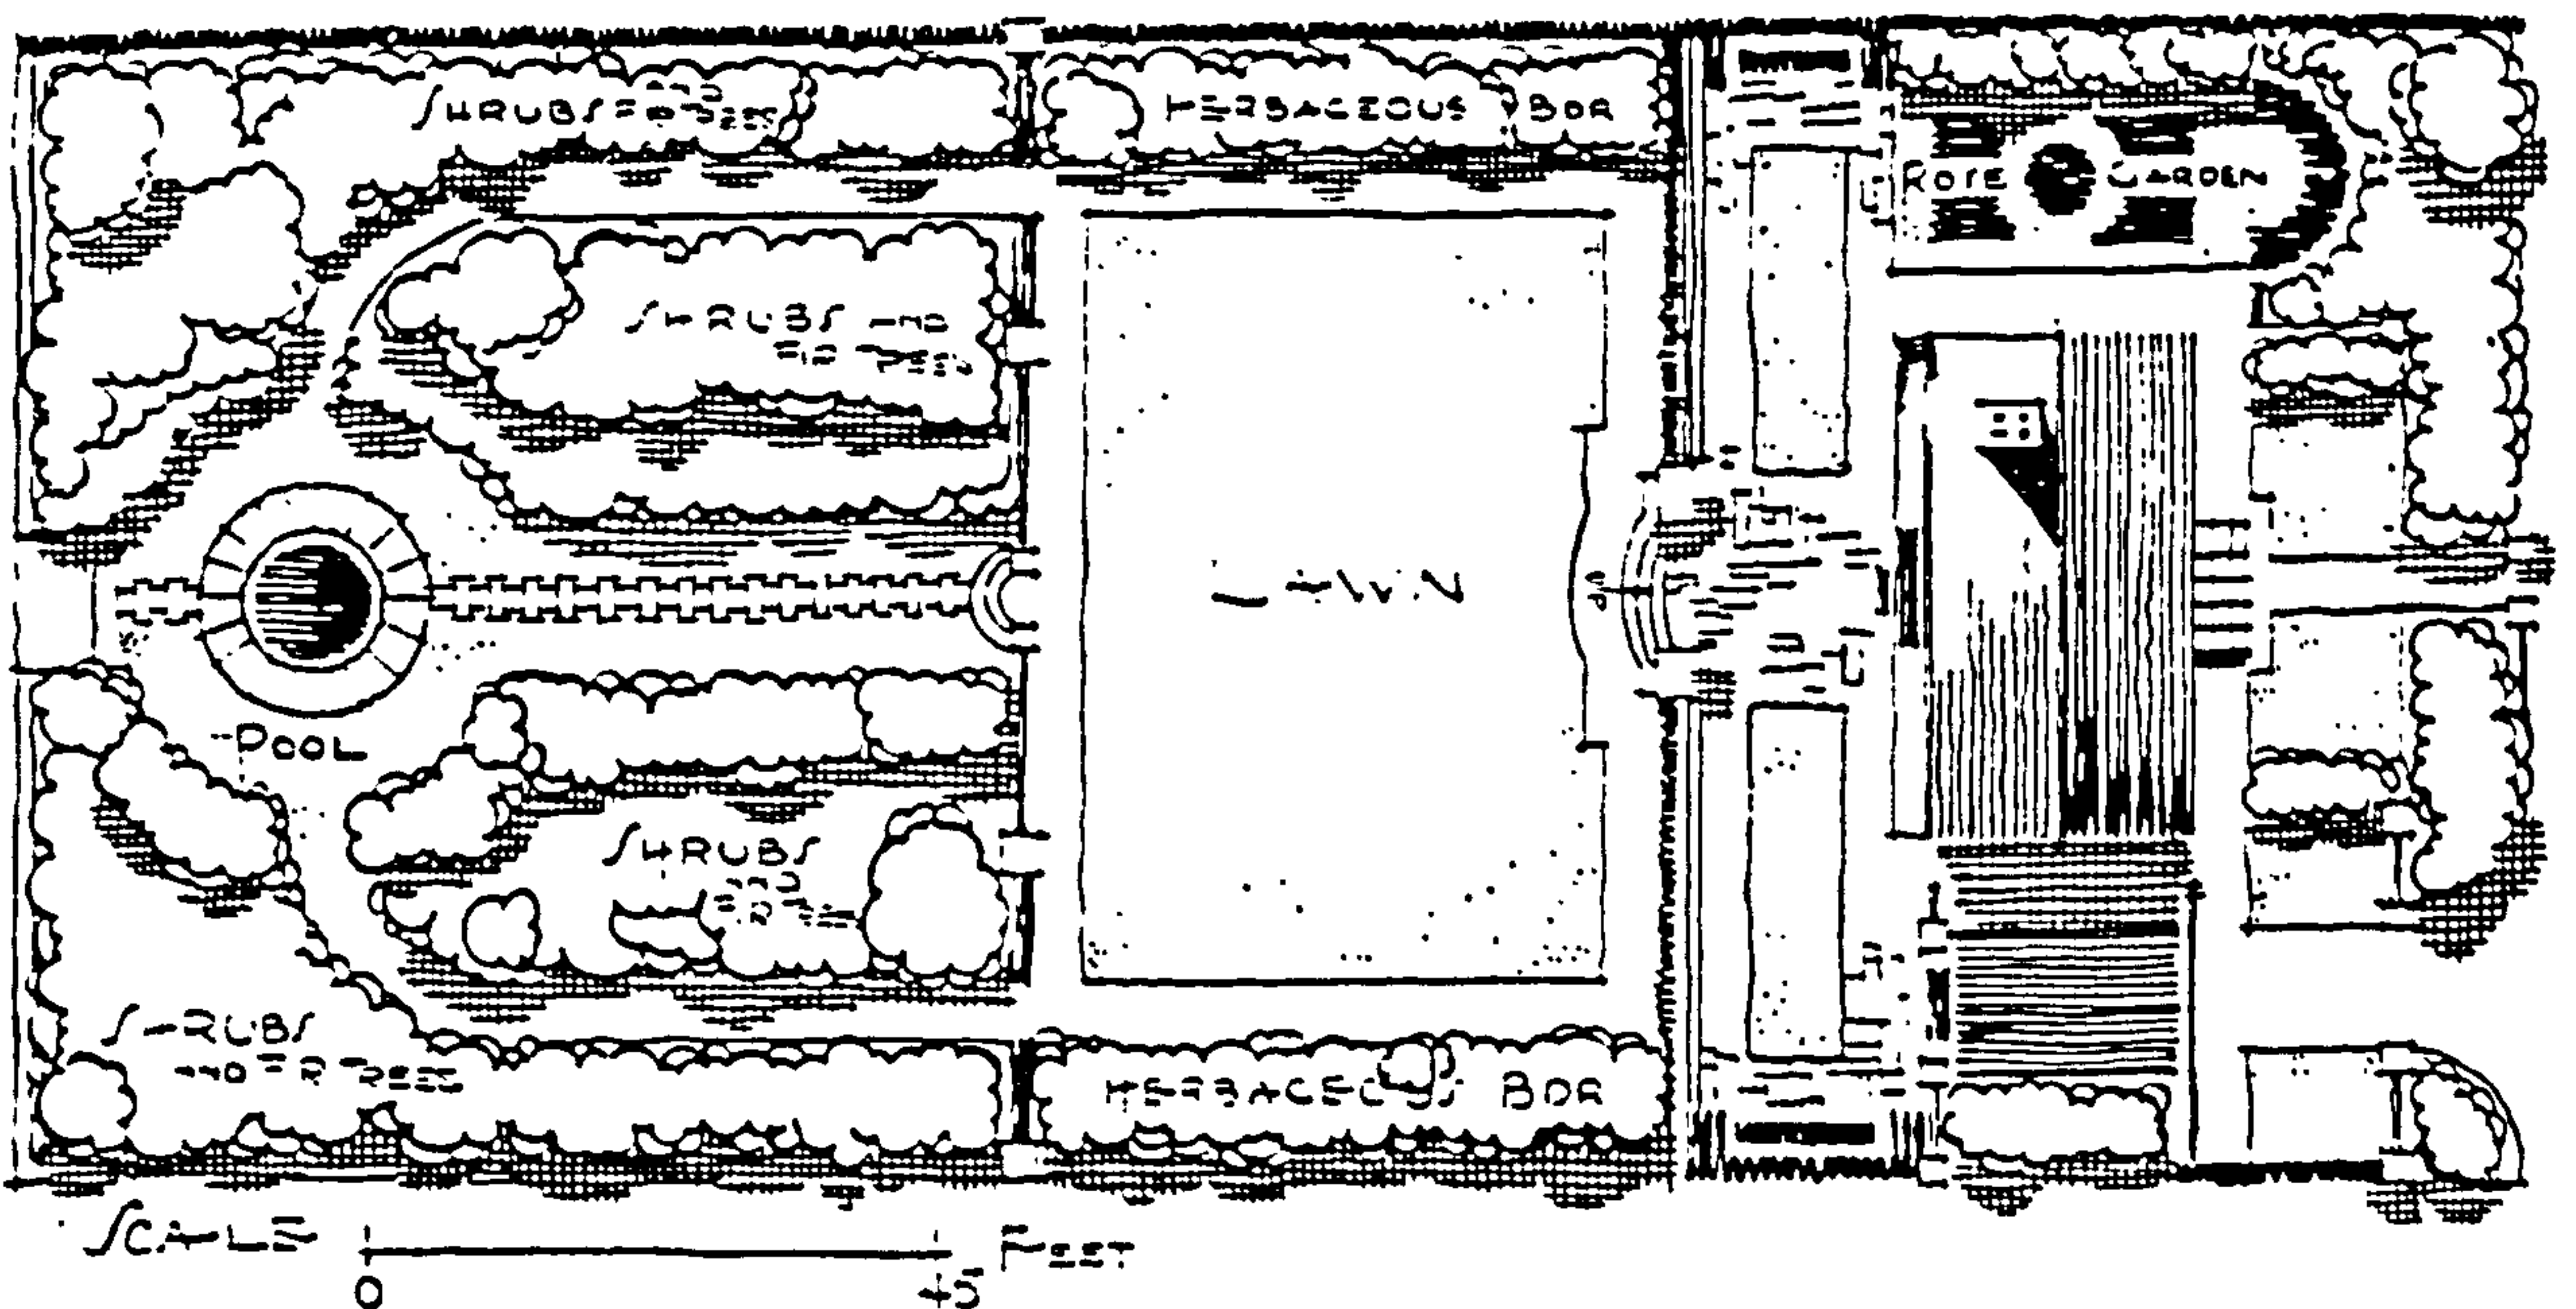 SHRUBS AND FIR TREES
HERBACEOUS BOR
ROSE GARDEN
SHRUBS AND
FIR TREES
LAWN
POOL
SHRUBS
AND
FIR TREES
SHRUBS
AND FIR TREES
HERBACEOUS BOR
SCALE
0
45
FEET